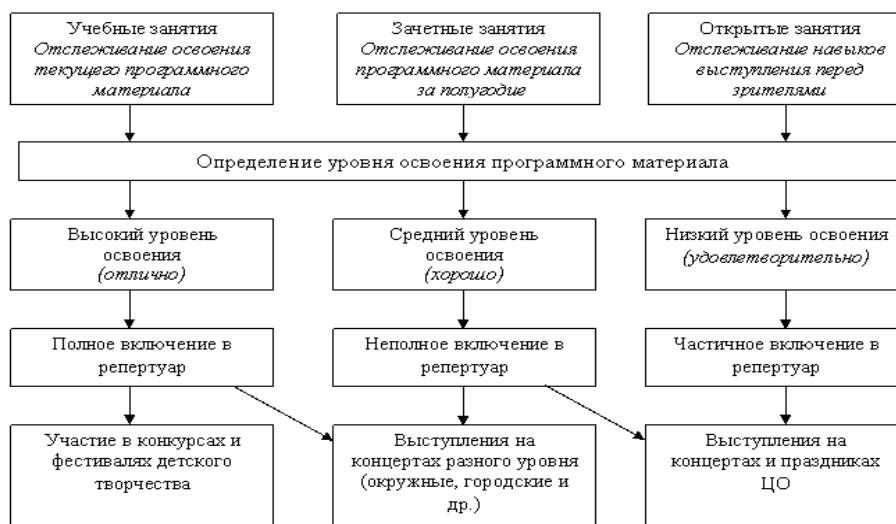 Учебные занятия
Отслеживание освоения
текущего программного
материала
Зачетные занятия
Отслеживание освоения
программного материала
за полугодие
Открытые занятия
Отслеживание навыков
выступления перед
зрителями
Определение уровня освоения программного материала
Высокий уровень
освоения
(отлично)
Средний уровень
освоения
(хорошо)
Низкий уровень освоения
(удовлетворительно)
Полное включение в
репертуар
Неполное включение в
репертуар
Частичное включение в
репертуар
Участие в конкурсах и
фестивалях детского
творчества
Выступления на
концертах разного уровня
(окружные, городские и
др.)
Выступления на
концертах и праздниках
ЦО